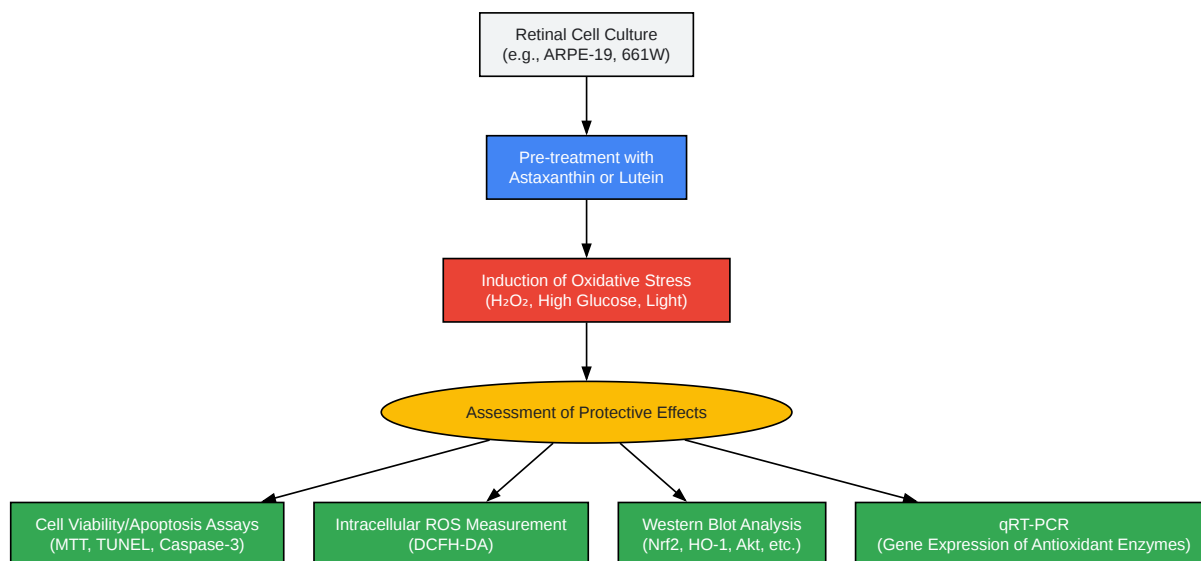 Retinal Cell Culture
(e.g., ARPE-19, 661W)
Pre-treatment with
Astaxanthin or Lutein
Induction of Oxidative Stress
(H₂O₂, High Glucose, Light)
Assessment of Protective Effects
Cell Viability/Apoptosis Assays
(MTT, TUNEL, Caspase-3)
Intracellular ROS Measurement
(DCFH-DA)
Western Blot Analysis
(Nrf2, HO-1, Akt, etc.)
qRT-PCR
(Gene Expression of Antioxidant Enzymes)